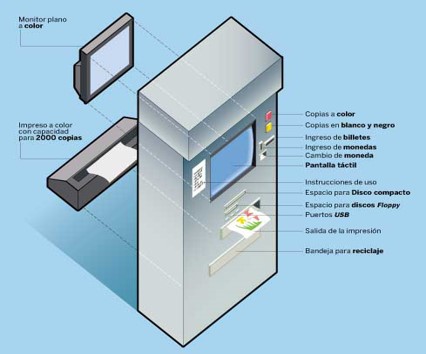 Monitor plano
a color
Impreso a color
con capacidad
para 2000 copias
Copias a color
Copias en blanco y negro
Ingreso de billetes
Ingreso de monedas
Cambio de moneda
Pantalla táctil
Instrucciones de uso
Espacio para Disco compacto
Espacio para discos Floppy
Puertos USB
Salida de la impresión
Bandeja para reciclaje